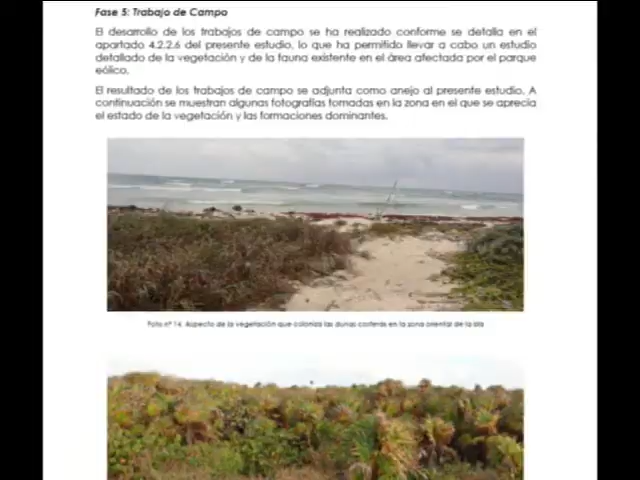 Fase 5: Trabajo de Campo
El desarrollo de los trabajos de campo se ha realizado conforme se detalla en el
apartado 4.2.2.6 del presente estudio, lo que ha permitido llevar a cabo un estudio
detallado de la vegetación y de la fauna existente en el área afectada por el parque
eólico.
El resultado de los trabajos de campo se adjunta como anejo al presente estudio. A
continuación se muestran algunas fotografías tomadas en la zona en el que se aprecia
el estado de la vegetación y las formaciones dominantes.
Foto nº 14. Aspecto de la vegetación que coloniza las dunas costeras en la zona oriental de la isla